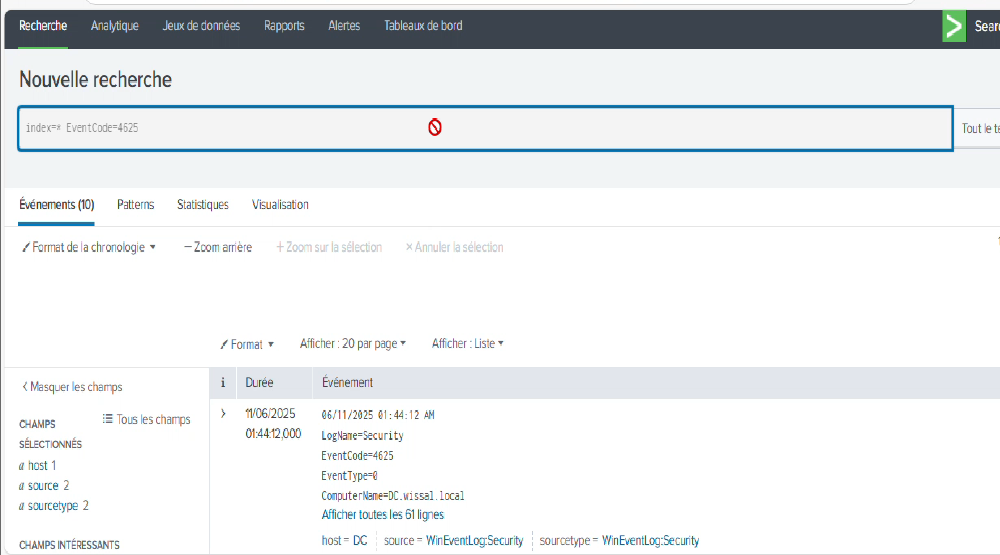 Recherche Analytique Jeux de données Rapports Alertes Tableaux de bord
Nouvelle recherche
index=* EventCode=4625
Tout le
Événements (10) Patterns Statistiques Visualisation
Format de la chronologie — Zoom arrière + Zoom sur la sélection × Annuler la sélection
Format Afficher : 20 par page Afficher : Liste
< Masquer les champs
Tous les champs
CHAMPS
SÉLECTIONNÉS
a host 1
a source 2
a sourcetype 2
CHAMPS INTÉRESSANTS
i Durée Événement
> 11/06/2025
01:44:12,000
06/11/2025 01:44:12 AM
LogName=Security
EventCode=4625
EventType=0
ComputerName=DC.wissal.local
Afficher toutes les 61 lignes
host = DC source = WinEventLog:Security sourcetype = WinEventLog:Security